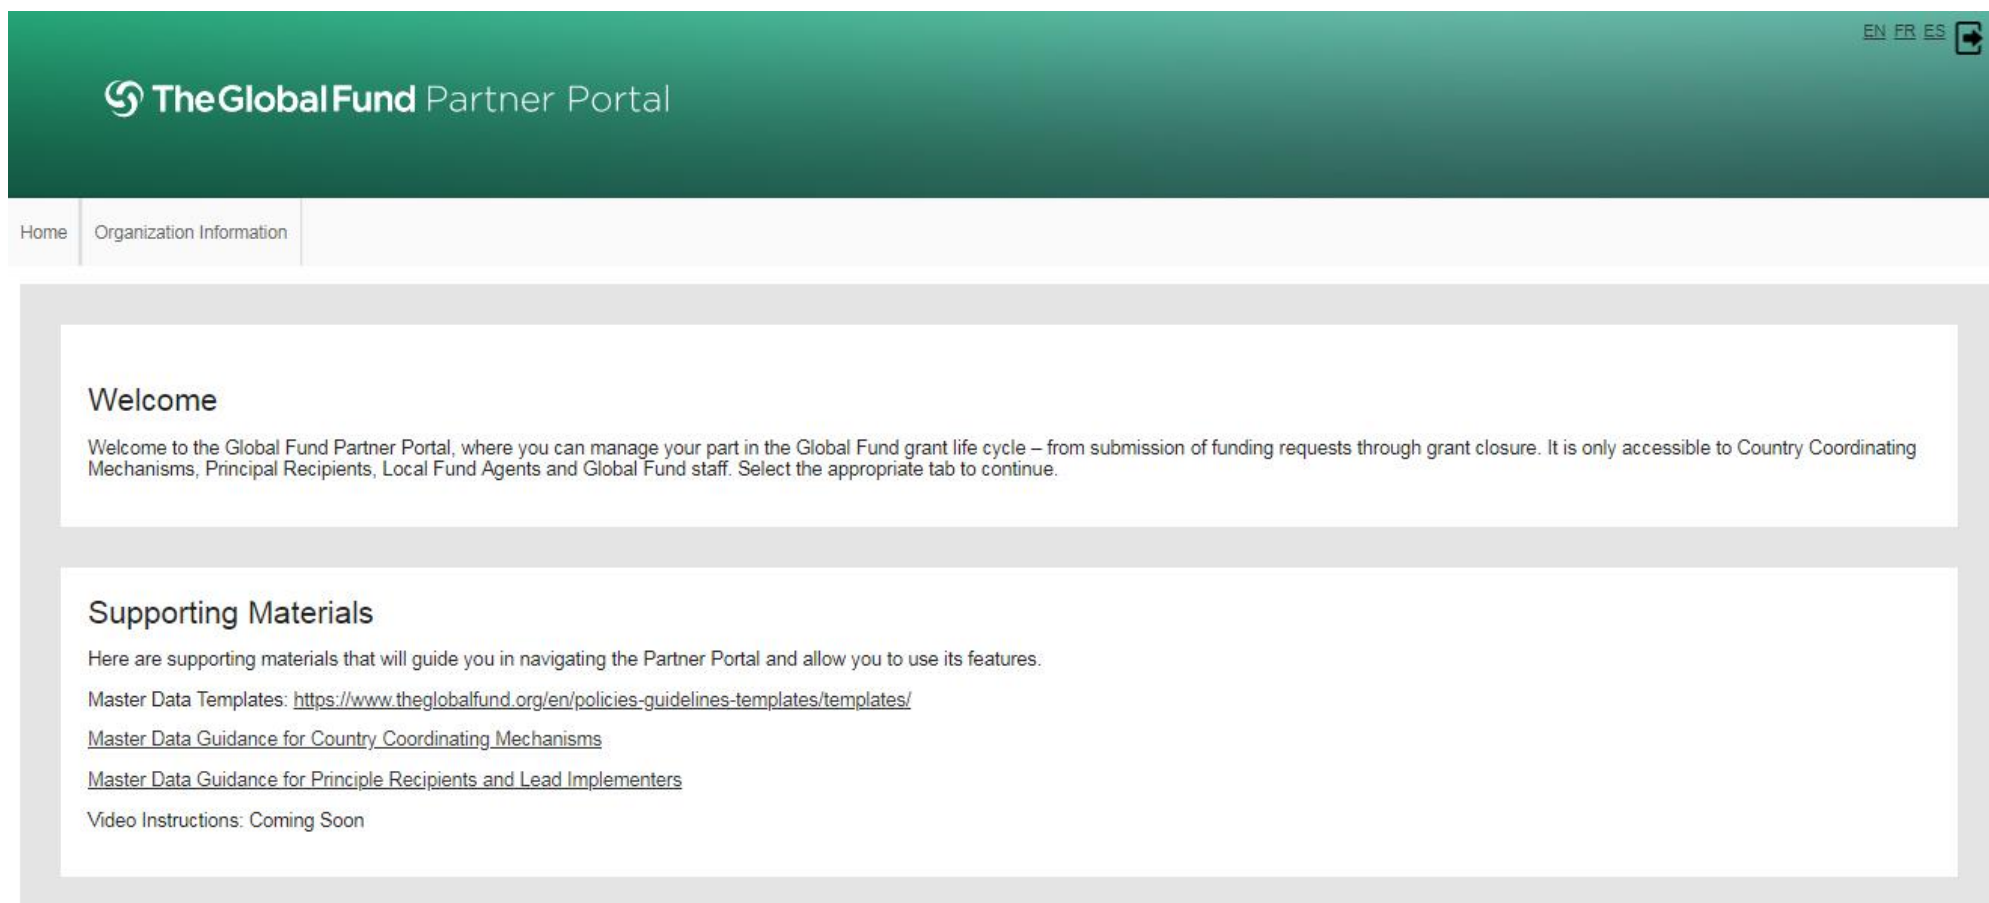 EN FR ES
TheGlobalFund Partner Portal
Home Organization Information
Welcome
Welcome to the Global Fund Partner Portal, where you can manage your part in the Global Fund grant life cycle – from submission of funding requests through grant closure. It is only accessible to Country Coordinating
Mechanisms, Principal Recipients, Local Fund Agents and Global Fund staff. Select the appropriate tab to continue.
Supporting Materials
Here are supporting materials that will guide you in navigating the Partner Portal and allow you to use its features.
Master Data Templates: https://www.theglobalfund.org/en/policies-guidelines-templates/templates/
Master Data Guidance for Country Coordinating Mechanisms
Master Data Guidance for Principle Recipients and Lead Implementers
Video Instructions: Coming Soon